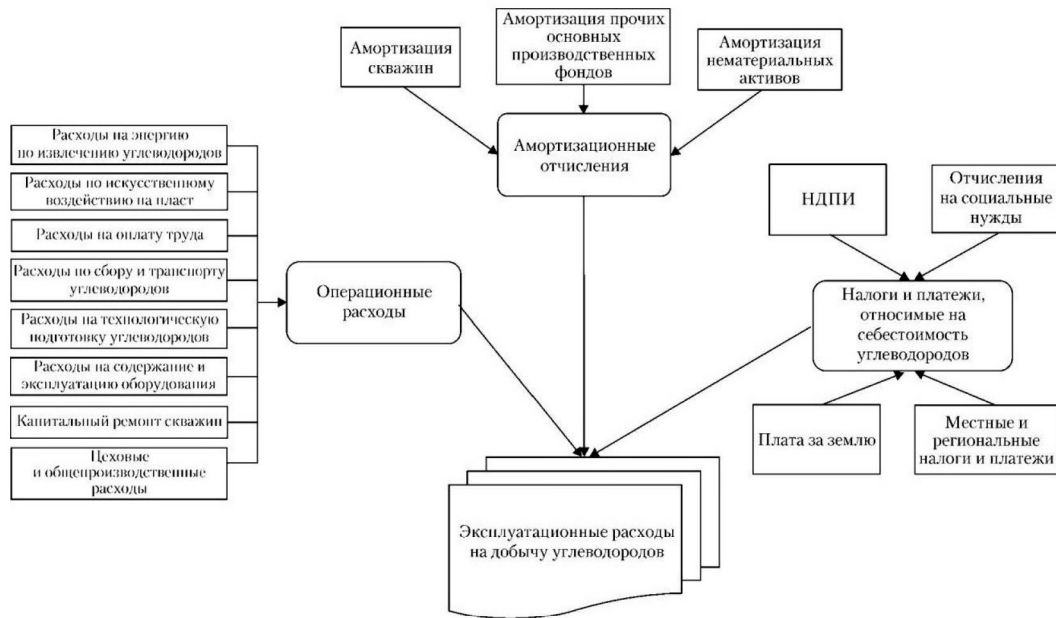 Амортизация
скважин
Амортизация прочих
основных
производственных
фондов
Амортизация
нематериальных
активов
Амортизационные
отчисления
Расходы на энергию
по извлечению углеводородов
Расходы по искусственному
воздействию на пласт
Расходы на оплату труда
Расходы по сбору и транспорту
углеводородов
Расходы на технологическую
подготовку углеводородов
Расходы на содержание и
эксплуатацию оборудования
Капитальный ремонт скважин
Цеховые
и общепроизводственные
расходы
Операционные
расходы
НДПИ
Отчисления
на социальные
нужды
Налоги и платежи,
относимые на
себестоимость
углеводородов
Плата за землю
Местные и
региональные
налоги и платежи
Эксплуатационные расходы
на добычу углеводородов